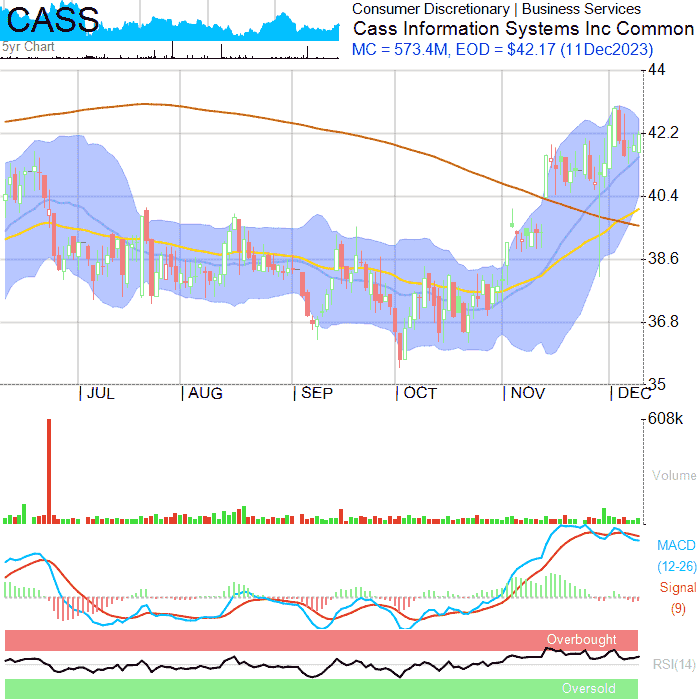 CASS
5yr Chart
Consumer Discretionary | Business Services
Cass Information Systems Inc Common
MC = 573.4M, EOD = $42.17 (11Dec2023)
44
42.2
40.4
38.6
36.8
35
JUL AUG SEP OCT NOV DEC
608k
Volume
MACD
(12-26)
Signal
(9)
Overbought
RSI(14)
Oversold